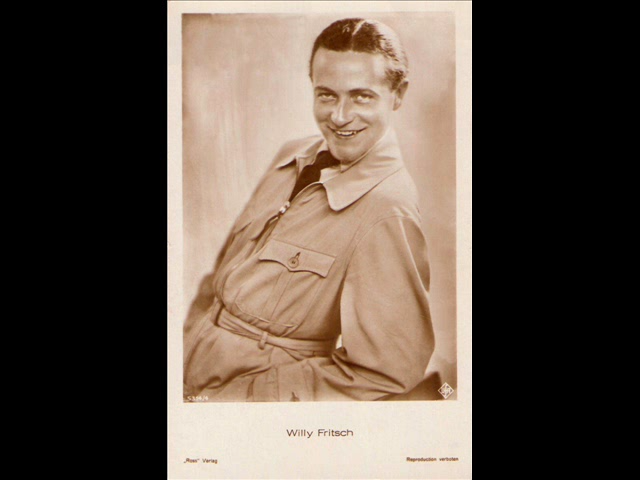 Willy Fritsch
„Ross" Verlag
Reproduction verboten